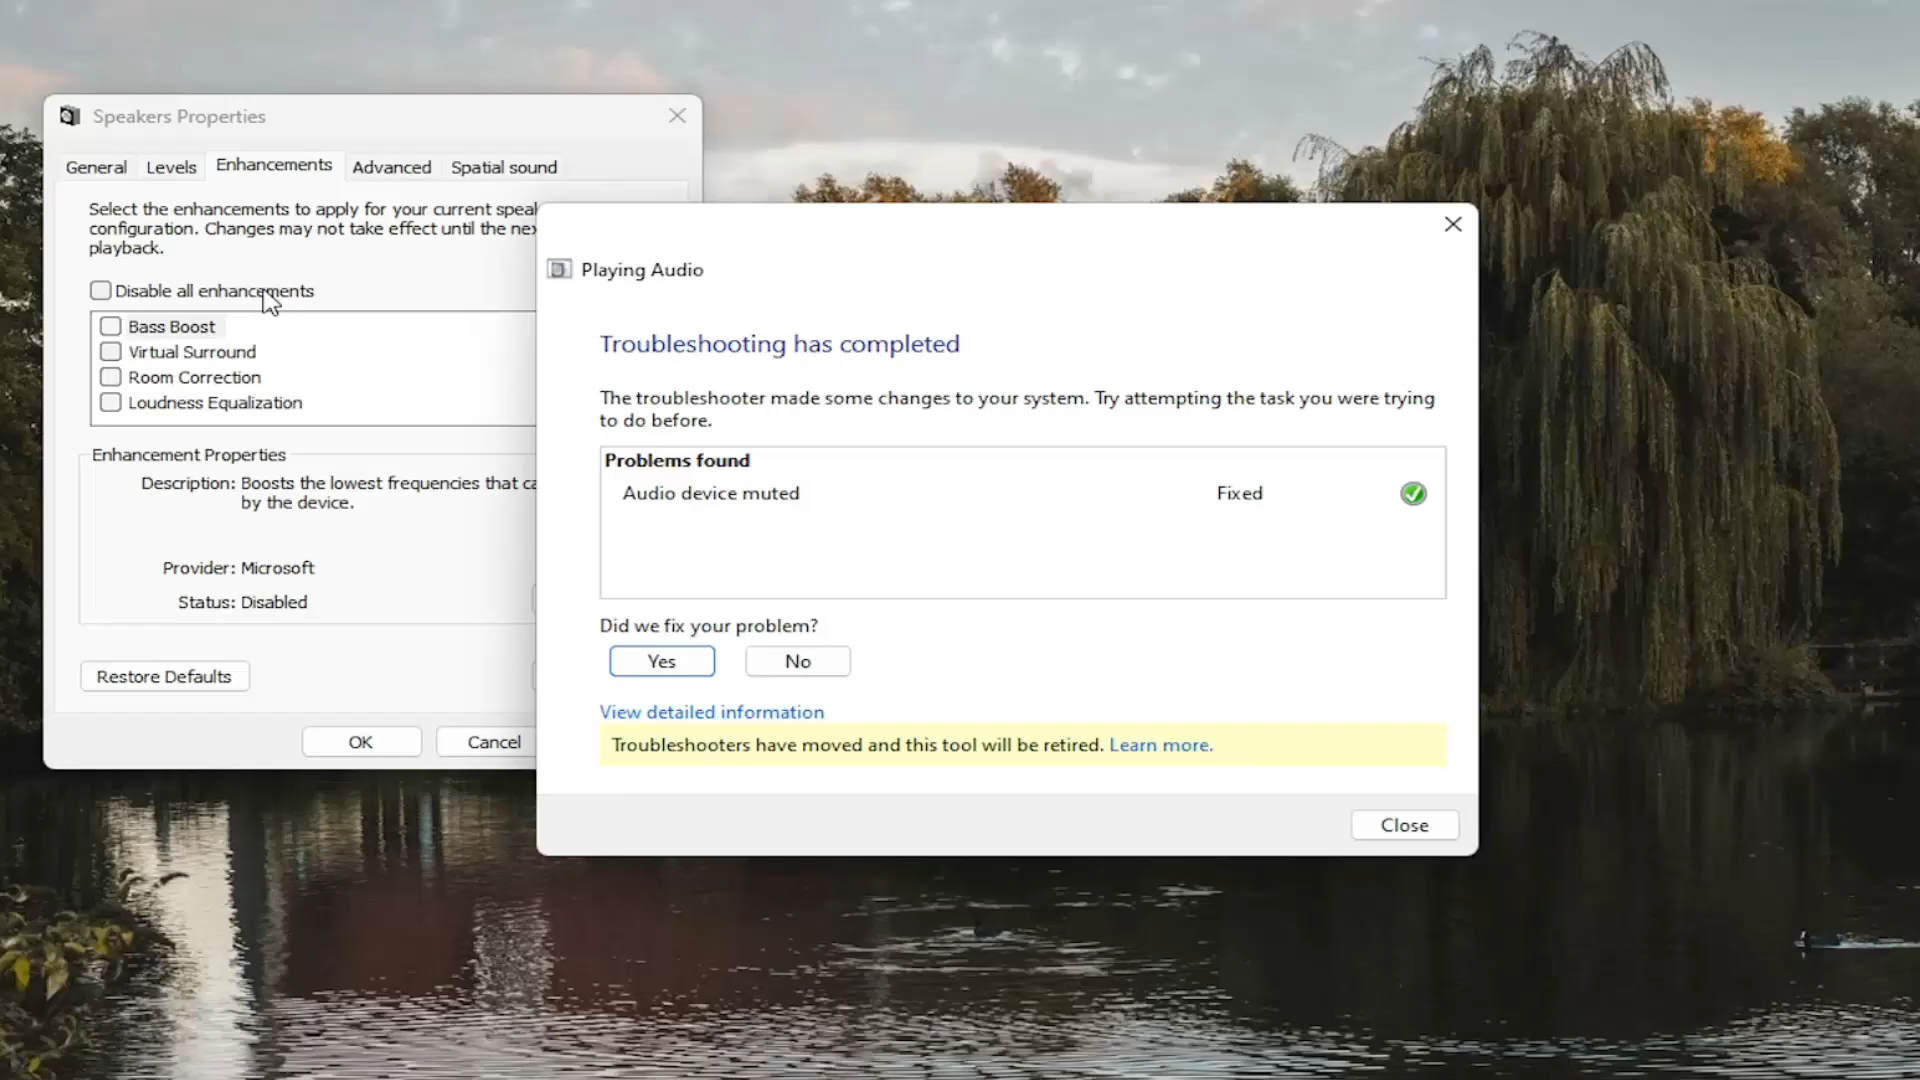 Speakers Properties
General Levels Enhancements Advanced Spatial sound
Select the enhancements to apply for your current
configuration. Changes may not take effect until the
playback.
Disable all enhancements
Bass Boost
Virtual Surround
Room Correction
Loudness Equalization
Enhancement Properties
Description: Boosts the lowest frequencies that
by the device.
Provider: Microsoft
Status: Disabled
Restore Defaults
OK Cancel
Playing Audio
Troubleshooting has completed
The troubleshooter made some changes to your system. Try attempting the task you were trying
to do before.
Problems found
Audio device muted Fixed
Did we fix your problem?
Yes No
View detailed information
Troubleshooters have moved and this tool will be retired. Learn more.
Close